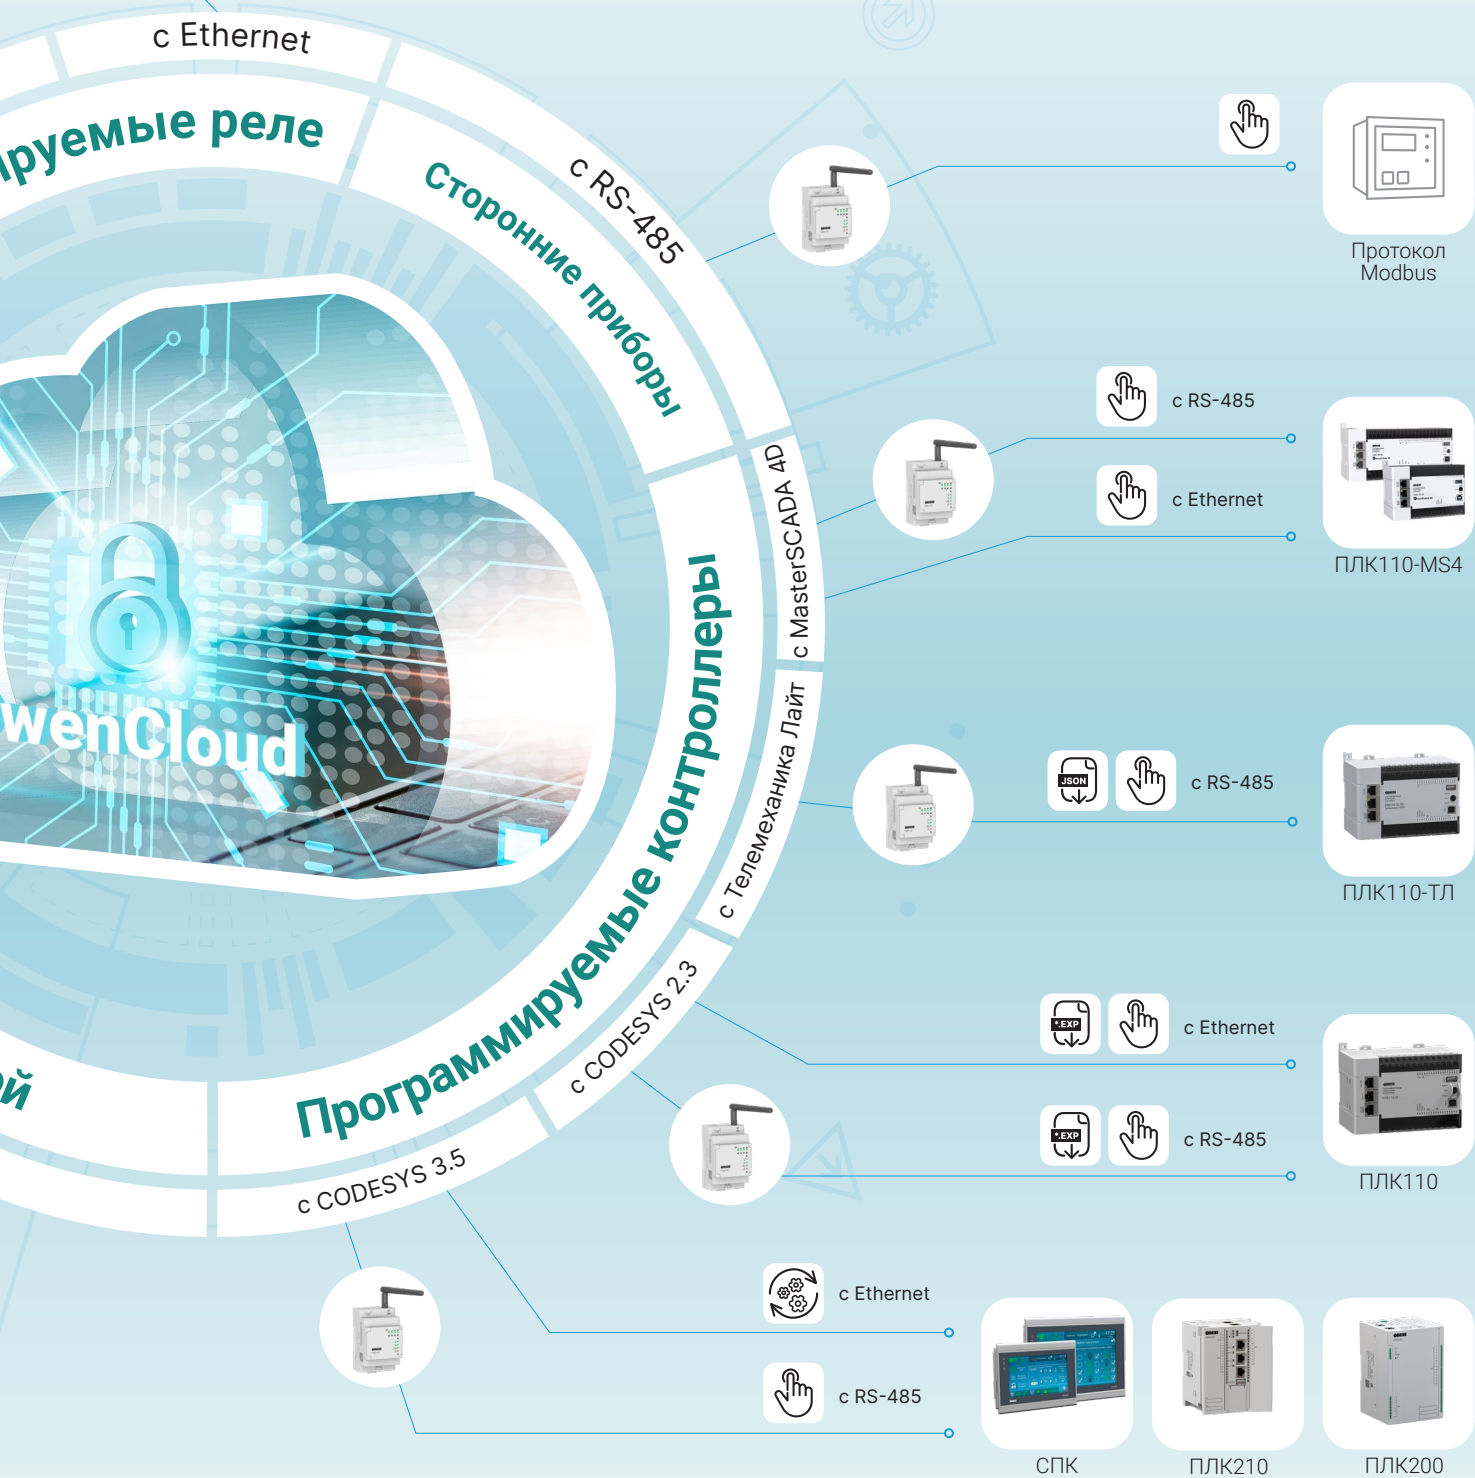 с Ethernet
реле
Сторонние приборы
с RS-485
Протокол
Modbus
с RS-485
с Ethernet
ПЛК110-MS4
с MasterSCADA 4D
Программируемые контроллеры
с Телемеханика Лайт
JSON
с RS-485
ПЛК110-ТЛ
wenCloud
с CODESYS 2.3
*.EXP
с Ethernet
*.EXP
с RS-485
ПЛК110
с CODESYS 3.5
с Ethernet
с RS-485
СПК
ПЛК210
ПЛК200